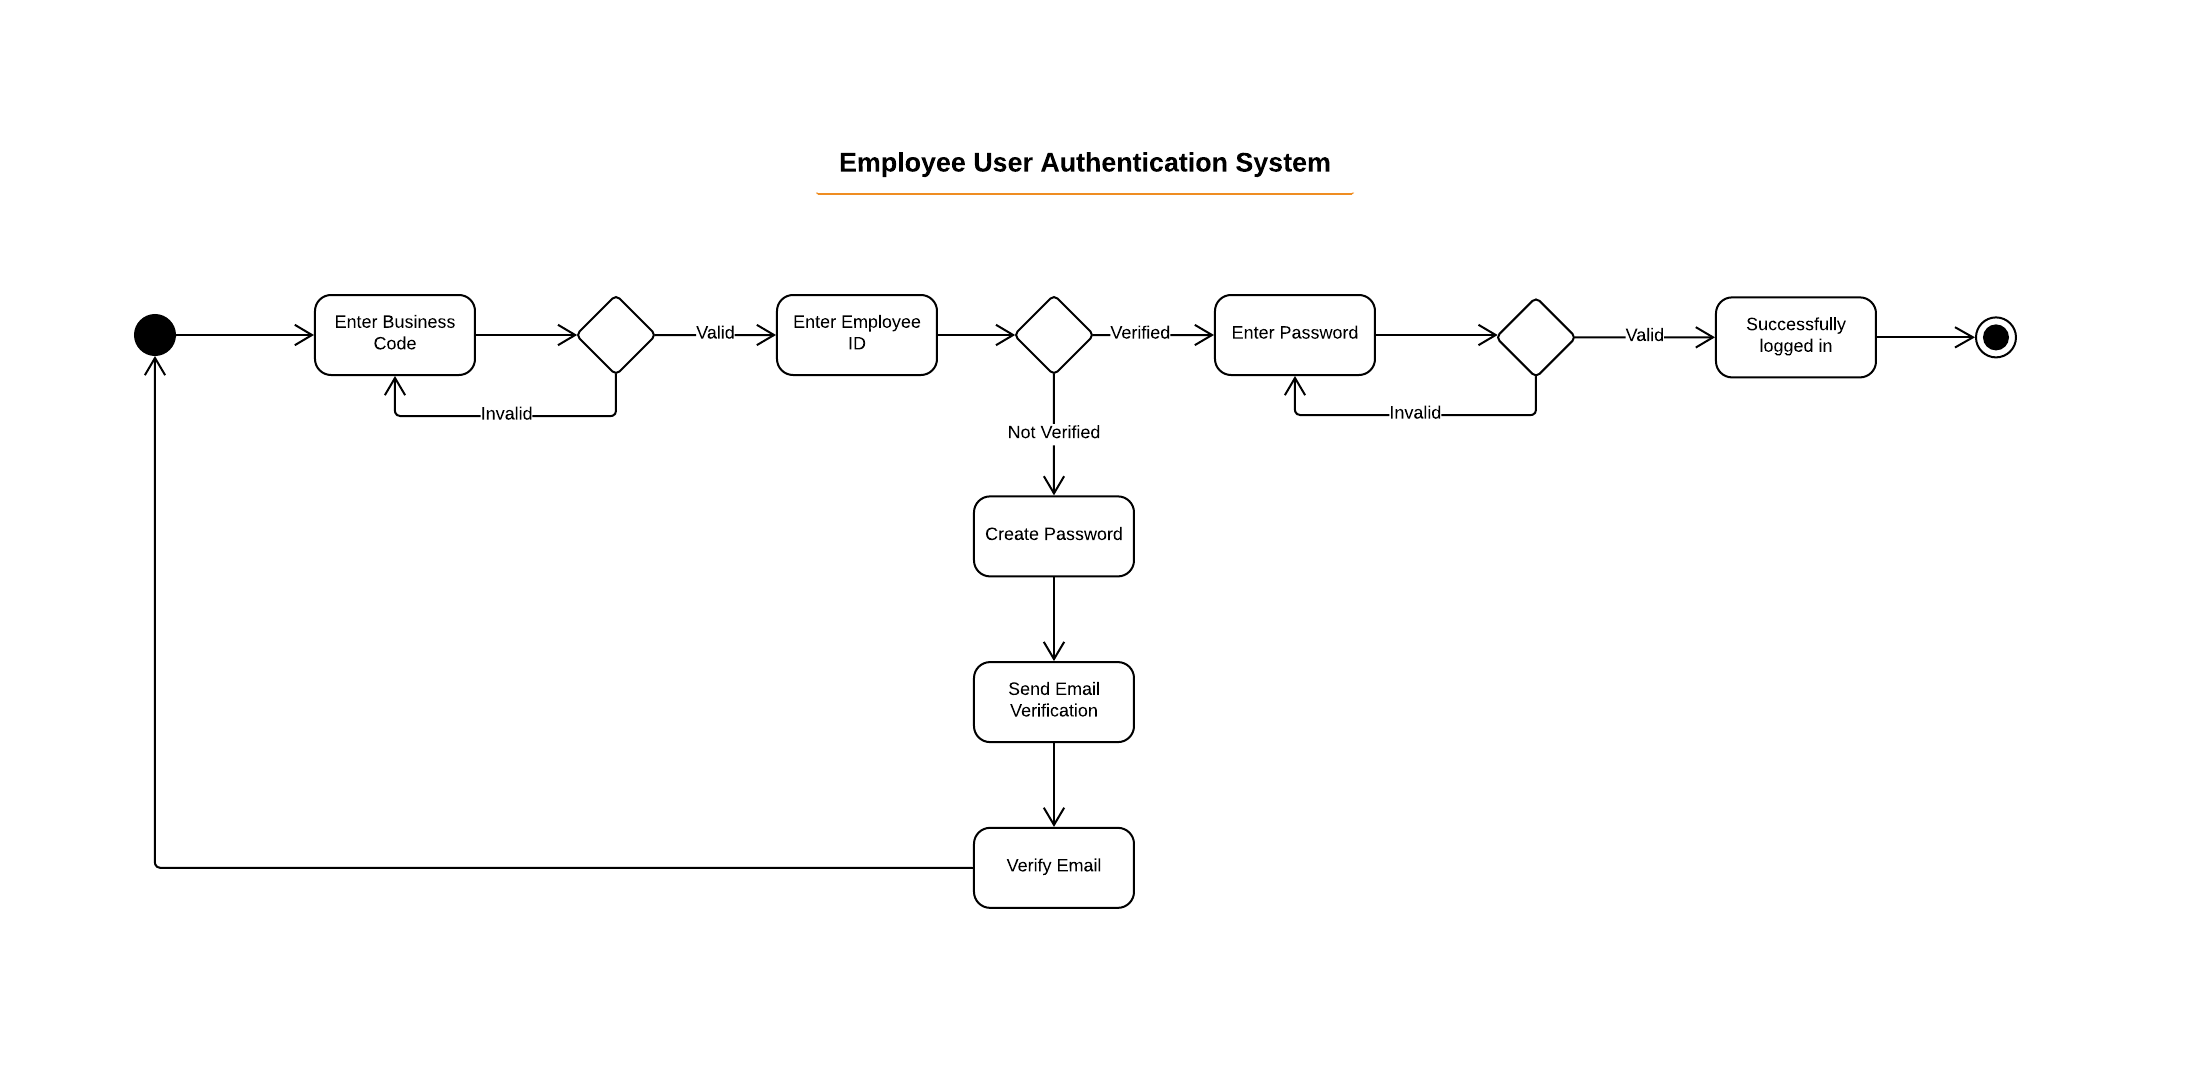 Employee User Authentication System
Enter Business
Code
Valid
Enter Employee
ID
Verified
Enter Password
Valid
Successfully
logged in
Invalid
Invalid
Not Verified
Create Password
Send Email
Verification
Verify Email